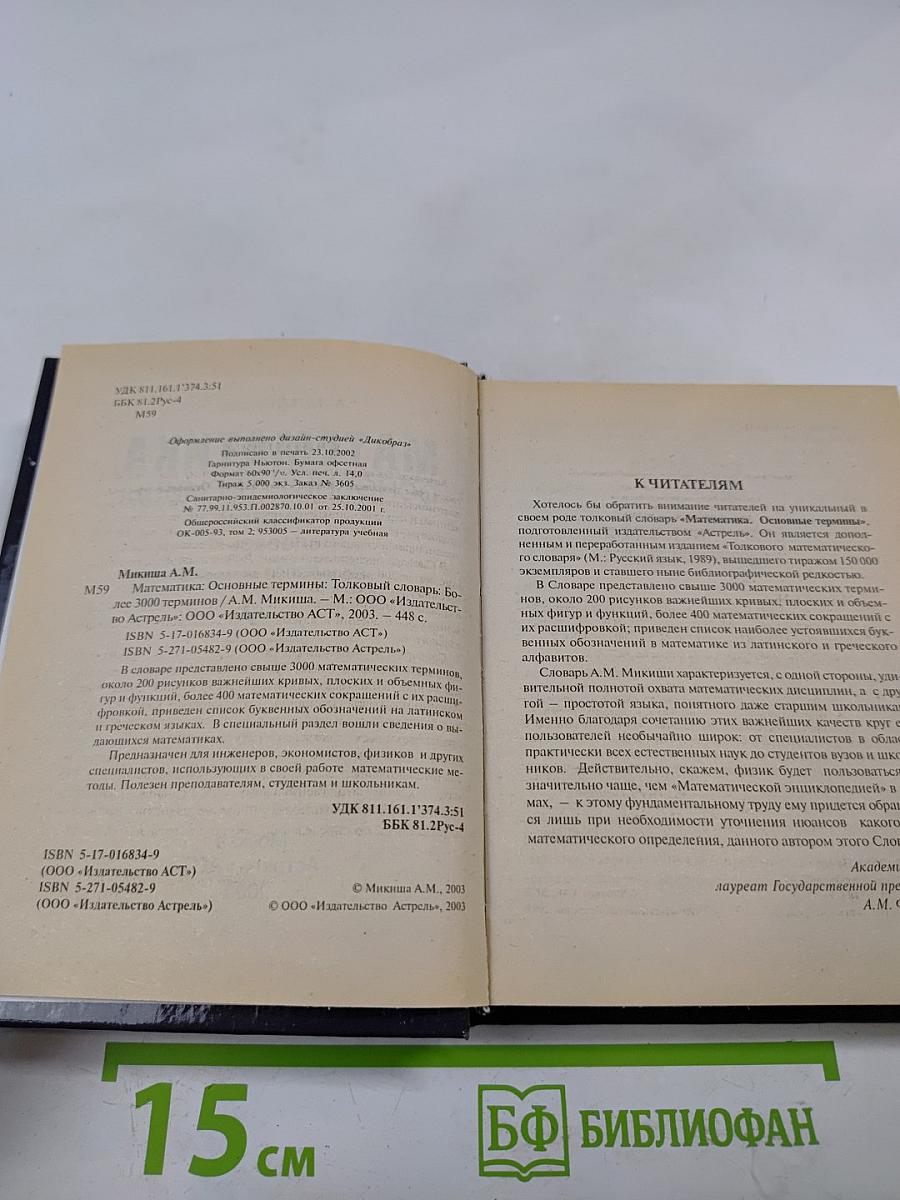 УДК 811.161.1'374.3:51
ББК 81.2Рус-4
М59
Оформление выполнено дизайн-студией «Дикобраз»
Подписано в печать 23.10.2002
Гарнитура Ньютон. Бумага офсетная
Формат 60х90 1/16. Усл. печ. л. 14,0
Тираж 5 000 экз. Заказ № 3605
Санитарно-эпидемиологическое заключение
№ 77.99.11.953.П.002870.10.01 от 25.10.2001 г.
Общероссийский классификатор продукции
ОК-005-93, том 2; 953005 – литература учебная
Микиша А.М.
М59 Математика: Основные термины: Толковый словарь: Бо-
лее 3000 терминов / А.М. Микиша. – М.: ООО «Издательст-
во Астрель»: ООО «Издательство АСТ», 2003. – 448 с.
ISBN 5-17-016834-9 (ООО «Издательство АСТ»)
ISBN 5-271-05482-9 (ООО «Издательство Астрель»)
В словаре представлено свыше 3000 математических терминов,
около 200 рисунков важнейших кривых, плоских и объемных фи-
гур и функций, более 400 математических сокращений с их расши-
фровкой, приведен список буквенных обозначений на латинском
и греческом языках. В специальный раздел вошли сведения о вы-
дающихся математиках.
Предназначен для инженеров, экономистов, физиков и других
специалистов, использующих в своей работе математические ме-
тоды. Полезен преподавателям, студентам и школьникам.
УДК 811.161.1'374.3:51
ББК 81.2Рус-4
ISBN 5-17-016834-9
(ООО «Издательство АСТ»)
ISBN 5-271-05482-9
(ООО «Издательство Астрель»)
© Микиша А.М., 2003
© ООО «Издательство Астрель», 2003
К ЧИТАТЕЛЯМ
Хотелось бы обратить внимание читателей на уникальный в
своем роде толковый словарь «Математика. Основные термины»,
подготовленный издательством «Астрель». Он является допол-
ненным и переработанным изданием «Толкового математическо-
го словаря» (М.: Русский язык, 1989), вышедшего тиражом 150 000
экземпляров и ставшего ныне библиографической редкостью.
В Словаре представлено свыше 3000 математических терми-
нов, около 200 рисунков важнейших кривых, плоских и объем-
ных фигур и функций, более 400 математических сокращений с
их расшифровкой; приведен список наиболее устоявшихся бук-
венных обозначений в математике из латинского и греческого
алфавитов.
Словарь А.М. Микиши характеризуется, с одной стороны, уди-
вительной полнотой охвата математических дисциплин, а с дру
гой – простотой языка, понятного даже старшим школьникам
Именно благодаря сочетанию этих важнейших качеств круг е
пользователей необычайно широк: от специалистов в облас
практически всех естественных наук до студентов вузов и шко
ников. Действительно, скажем, физик будет пользоваться
значительно чаще, чем «Математической энциклопедией» в
мах, – к этому фундаментальному труду ему придется обра
ся лишь при необходимости уточнения нюансов какого
математического определения, данного автором этого Слов
Академи
лауреат Государственной пре
А.М.
15 см
БФ БИБЛИОФАН